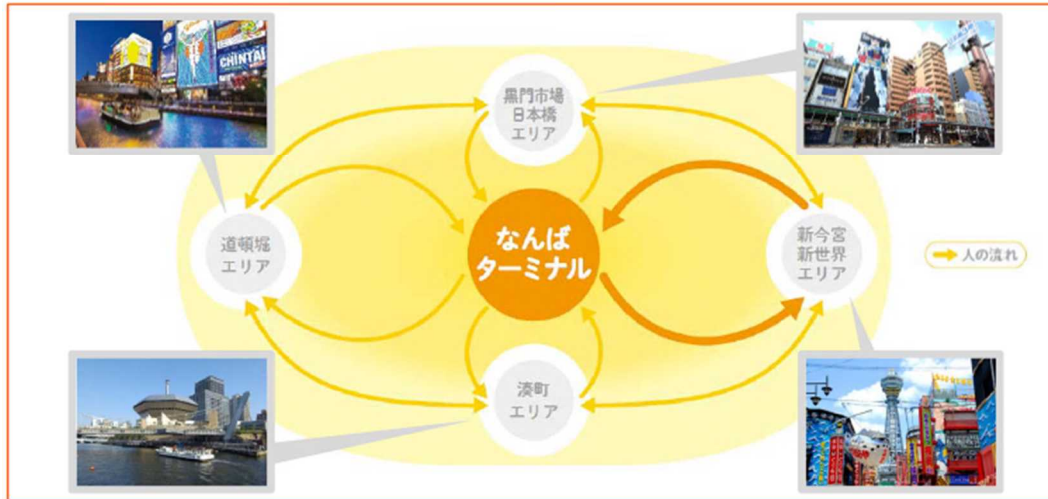 CHINTAI
黒門市場
日本橋
エリア
道頓堀
エリア
なんば
ターミナル
新今宮
新世界
エリア
人の流れ
湊町
エリア